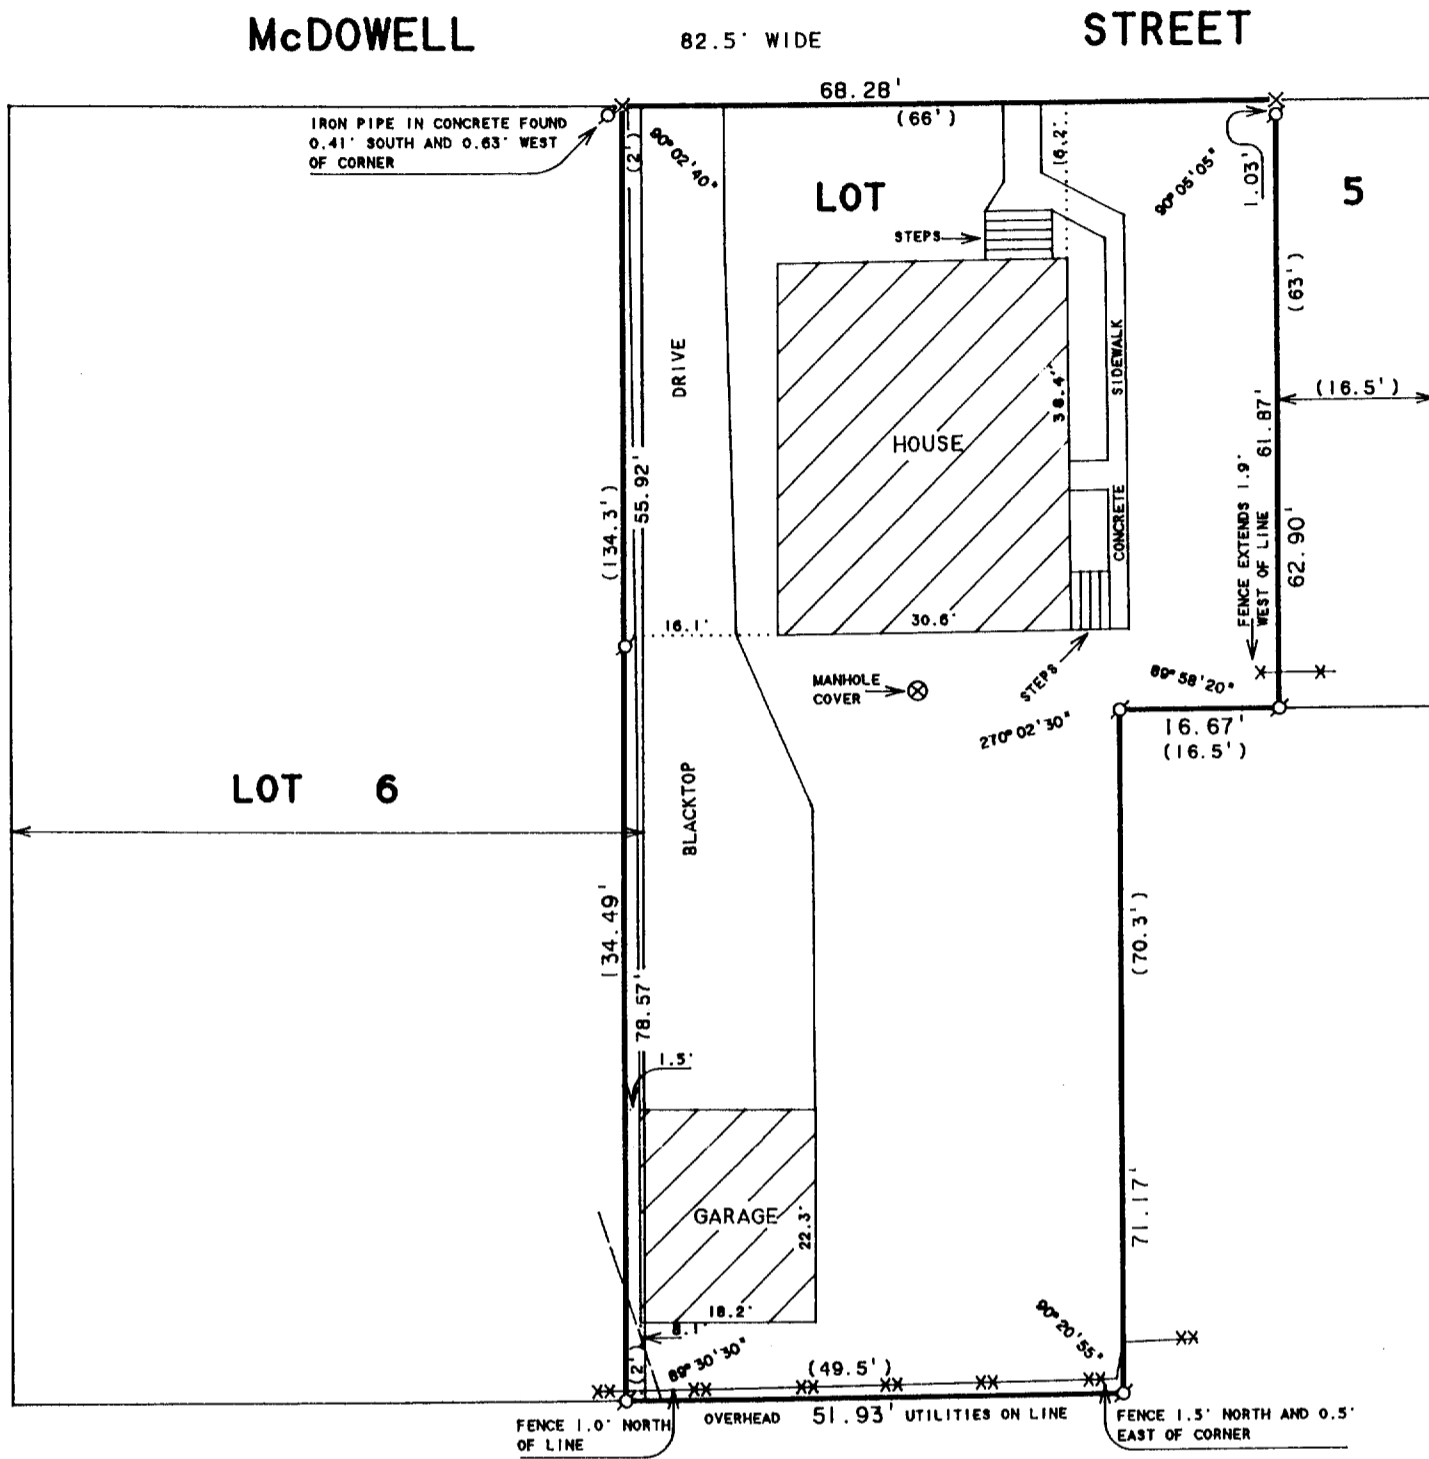 McDOWELL
82.5' WIDE
STREET
68.28'
(66')
IRON PIPE IN CONCRETE FOUND
0.41' SOUTH AND 0.63' WEST
OF CORNER
(2')
90° 02'40"
16.2'
LOT
5
90° 05'05"
1.03'
STEPS
(63')
DRIVE
SIDEWALK
38.4'
(16.5')
HOUSE
61.87'
FENCE EXTENDS 1.9'
WEST OF LINE
62.90'
(134.3')
55.92'
CONCRETE
16.1'
30.6'
MANHOLE
COVER
STEPS
89° 58'20"
270° 02'30"
16.67'
(16.5')
LOT 6
BLACKTOP
134.49'
78.57'
(70.3')
1.5'
GARAGE
22.3'
71.17'
18.2'
8.1'
(2')
89° 30'30"
90° 20'55"
(49.5')
FENCE 1.0' NORTH
OF LINE
OVERHEAD 51.93' UTILITIES ON LINE
FENCE 1.5' NORTH AND 0.5'
EAST OF CORNER